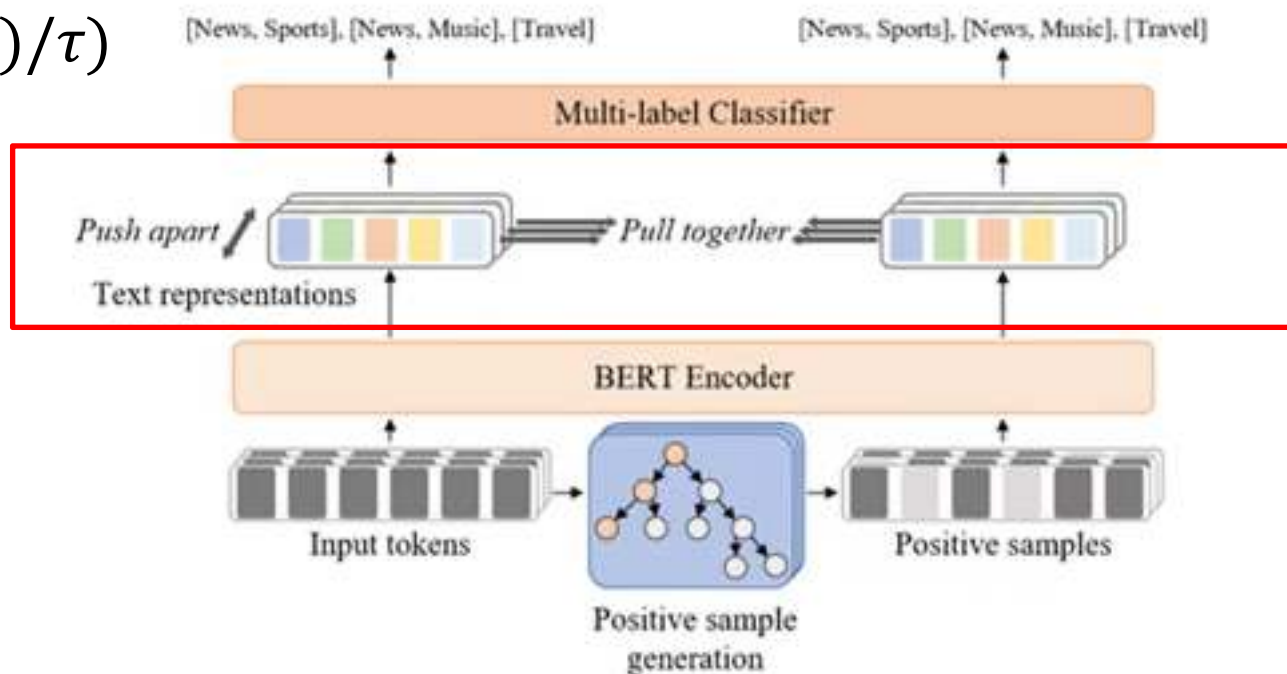 )/τ)
[News, Sports], [News, Music], [Travel]
[News, Sports], [News, Music], [Travel]
Multi-label Classifier
Push apart
Pull together
Text representations
BERT Encoder
Input tokens
Positive samples
Positive sample
generation